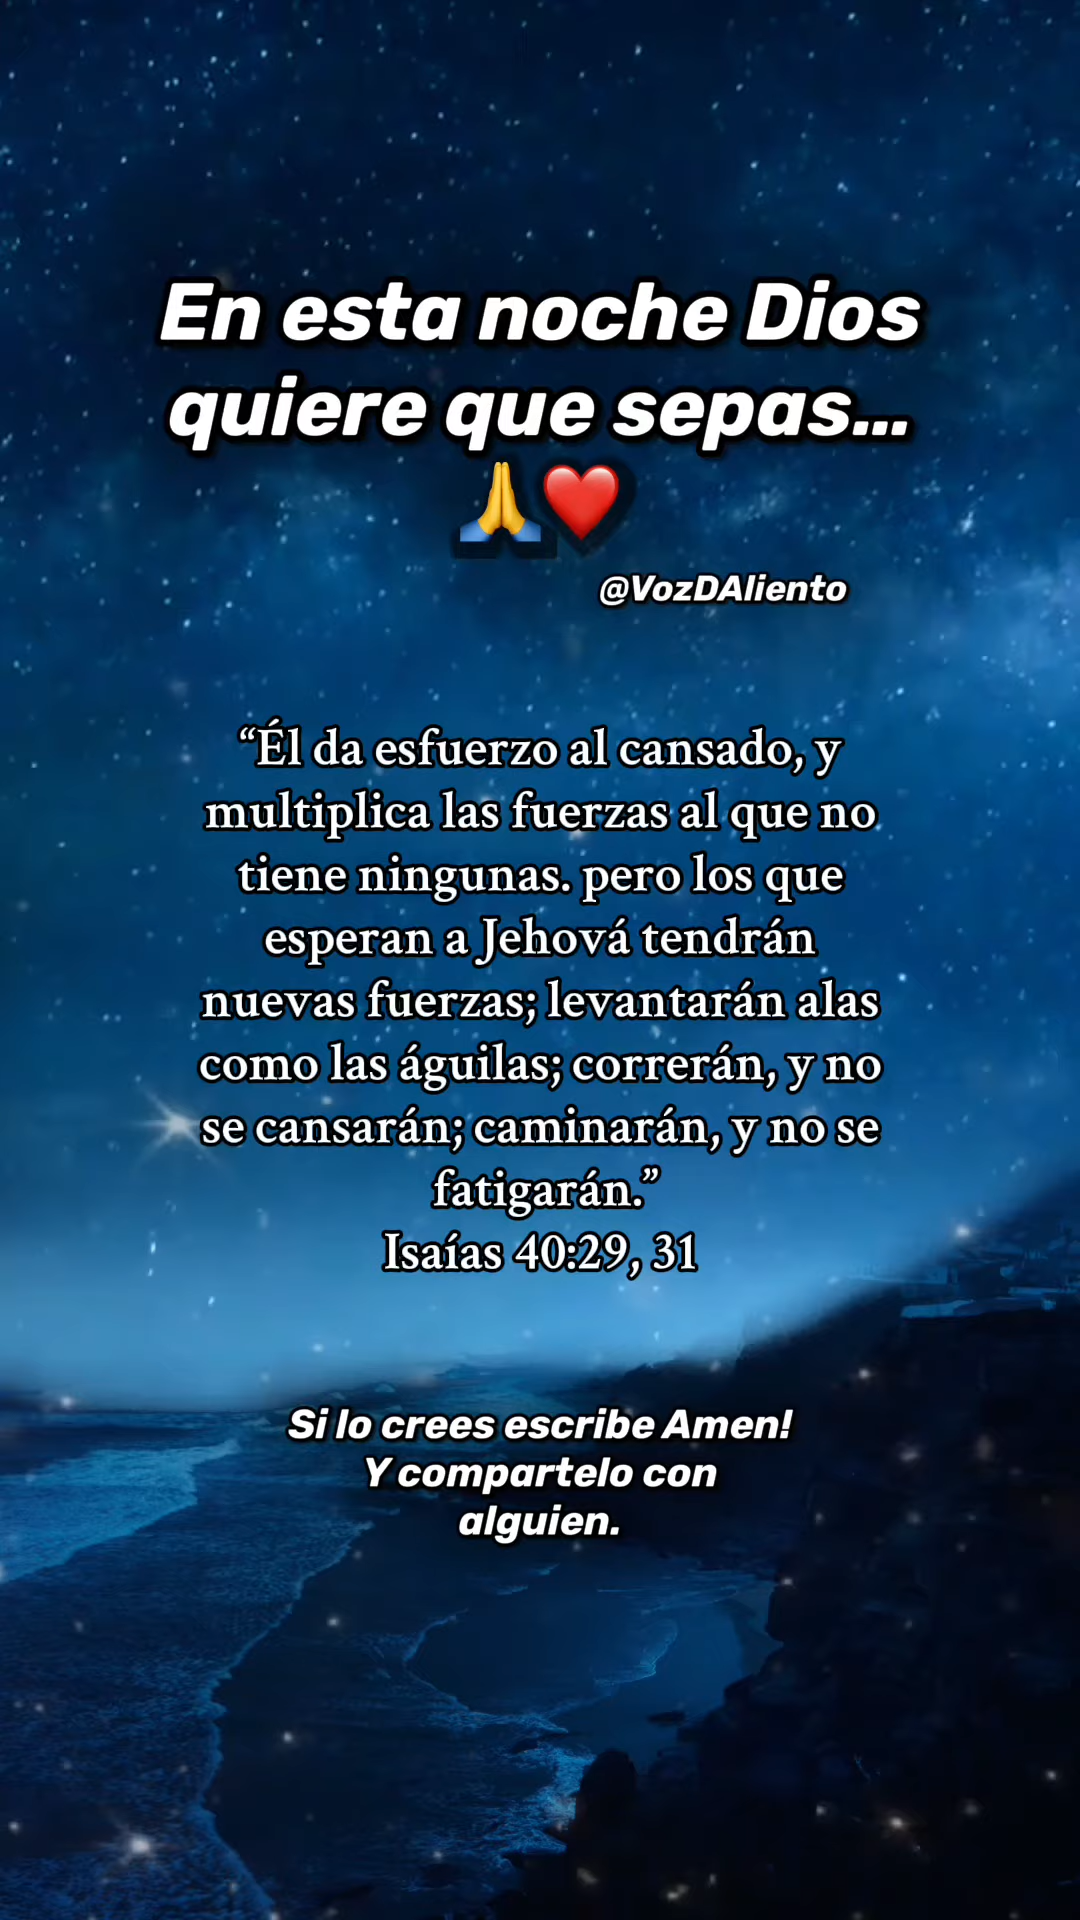 En esta noche Dios
quiere que sepas...
🙏❤️
@VozDAliento
“Él da esfuerzo al cansado, y
multiplica las fuerzas al que no
tiene ningunas. pero los que
esperan a Jehová tendrán
nuevas fuerzas; levantarán alas
como las águilas; correrán, y no
se cansarán; caminarán, y no se
fatigarán.”
Isaías 40:29, 31
Si lo crees escribe Amen!
Y compartelo con
alguien.